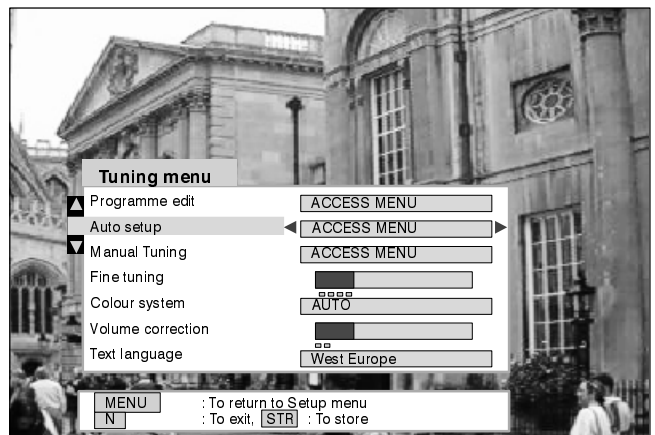 Tuning menu
Programme edit ACCESS MENU
Auto setup ACCESS MENU
Manual Tuning ACCESS MENU
Fine tuning
Colour system AUTO
Volume correction
Text language West Europe
MENU : To return to Setup menu
N : To exit, STR : To store